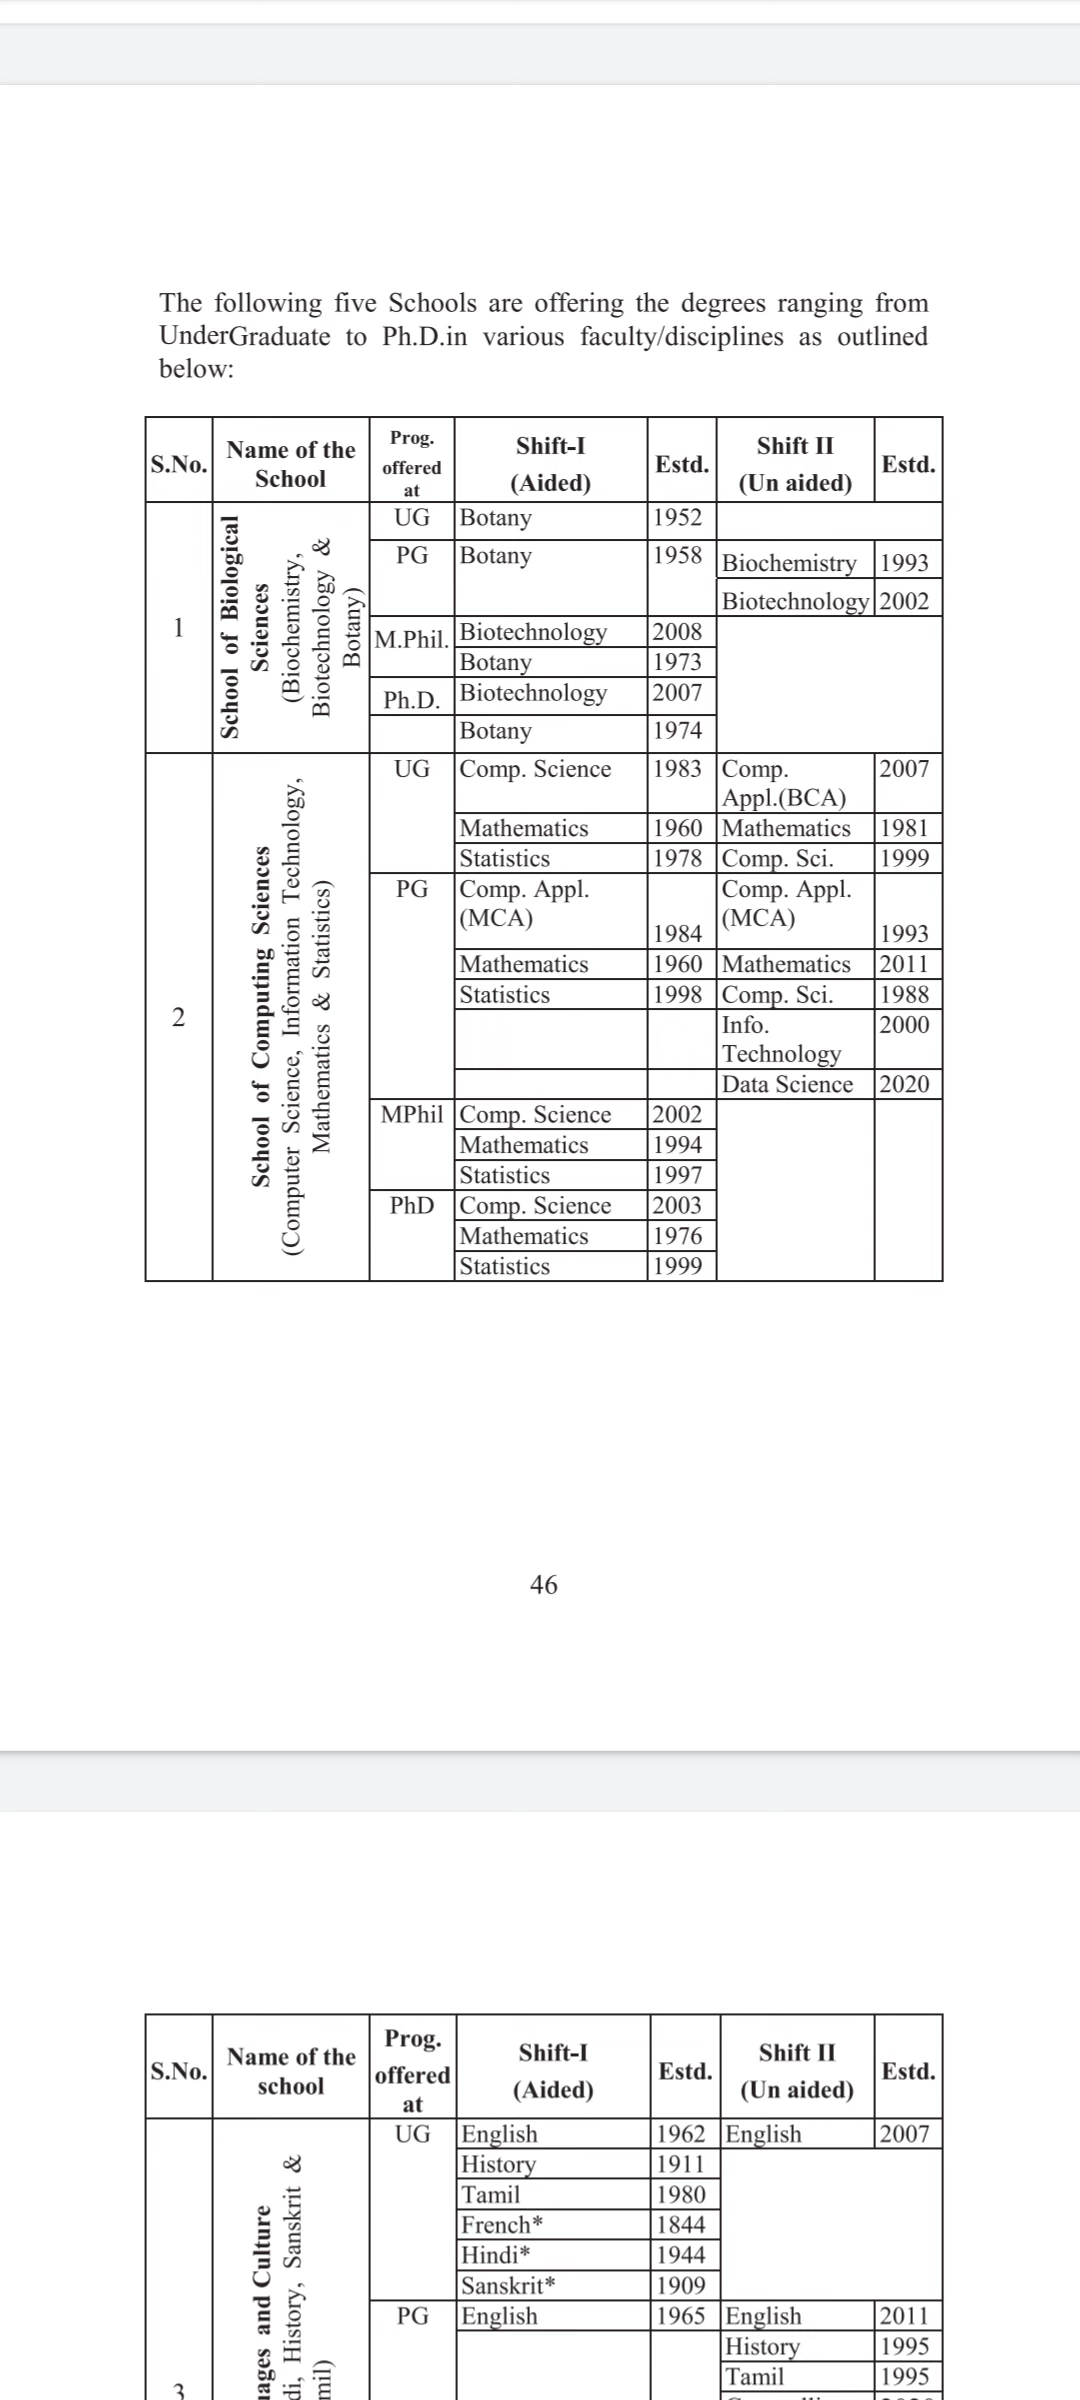 The following five Schools are offering the degrees ranging from
UnderGraduate to Ph.D.in various faculty/disciplines as outlined
below:
S.No. Name of the School Prog. offered at Shift-I (Aided) Estd. Shift II (Un aided) Estd.
1 School of Biological Sciences (Biochemistry, Biotechnology & Botany)
UG Botany 1952
PG Botany 1958 Biochemistry 1993
Biotechnology 2002
M.Phil. Biotechnology 2008
Botany 1973
Ph.D. Biotechnology 2007
Botany 1974
2 School of Computing Sciences (Computer Science, Information Technology, Mathematics & Statistics)
UG Comp. Science 1983 Comp. Appl.(BCA) 2007
Mathematics 1960 Mathematics 1981
Statistics 1978 Comp. Sci. 1999
PG Comp. Appl. (MCA) 1984 Comp. Appl. (MCA) 1993
Mathematics 1960 Mathematics 2011
Statistics 1998 Comp. Sci. 1988
Info. Technology 2000
Data Science 2020
MPhil Comp. Science 2002
Mathematics 1994
Statistics 1997
PhD Comp. Science 2003
Mathematics 1976
Statistics 1999
46
S.No. Name of the school Prog. offered at Shift-I (Aided) Estd. Shift II (Un aided) Estd.
3 and Culture History, Sanskrit &
UG English 1962 English 2007
History 1911
Tamil 1980
French* 1844
Hindi* 1944
Sanskrit* 1909
PG English 1965 English 2011
History 1995
Tamil 1995